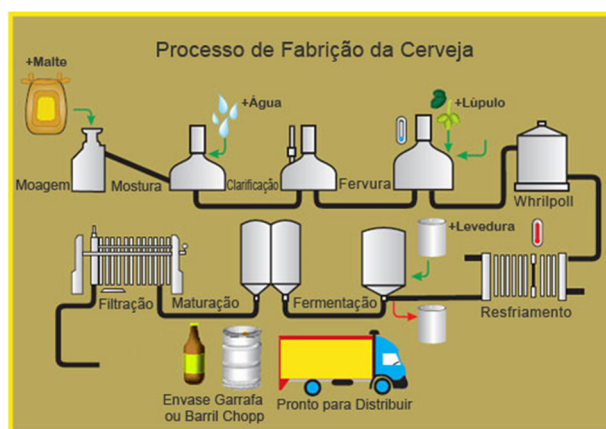 Processo de Fabrição da Cerveja
+Malte
+Água
+Lúpulo
Moagem
Mostura
Clarificação
Fervura
Whrilpoll
+Levedura
Filtração
Maturação
Fermentação
Resfriamento
Envase Garrafa
ou Barril Chopp
Pronto para Distribuir